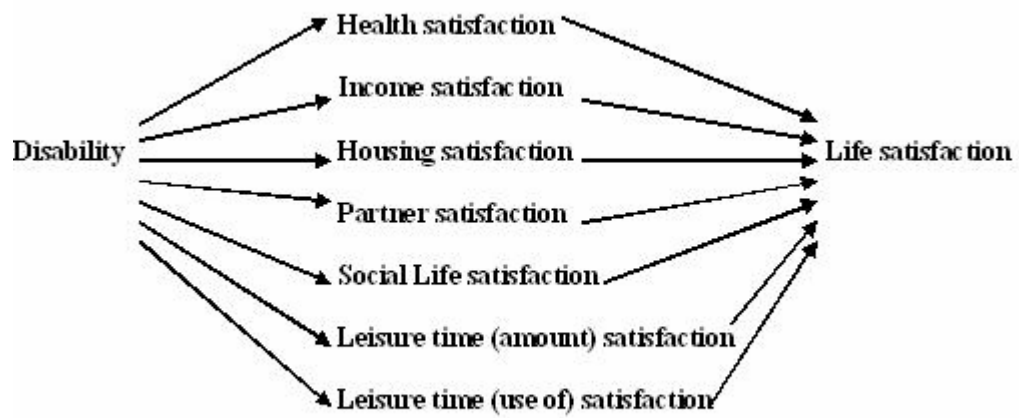 Health satisfaction
Income satisfaction
Disability
Housing satisfaction
Life satisfaction
Partner satisfaction
Social Life satisfaction
Leisure time (amount) satisfaction
Leisure time (use of) satisfaction